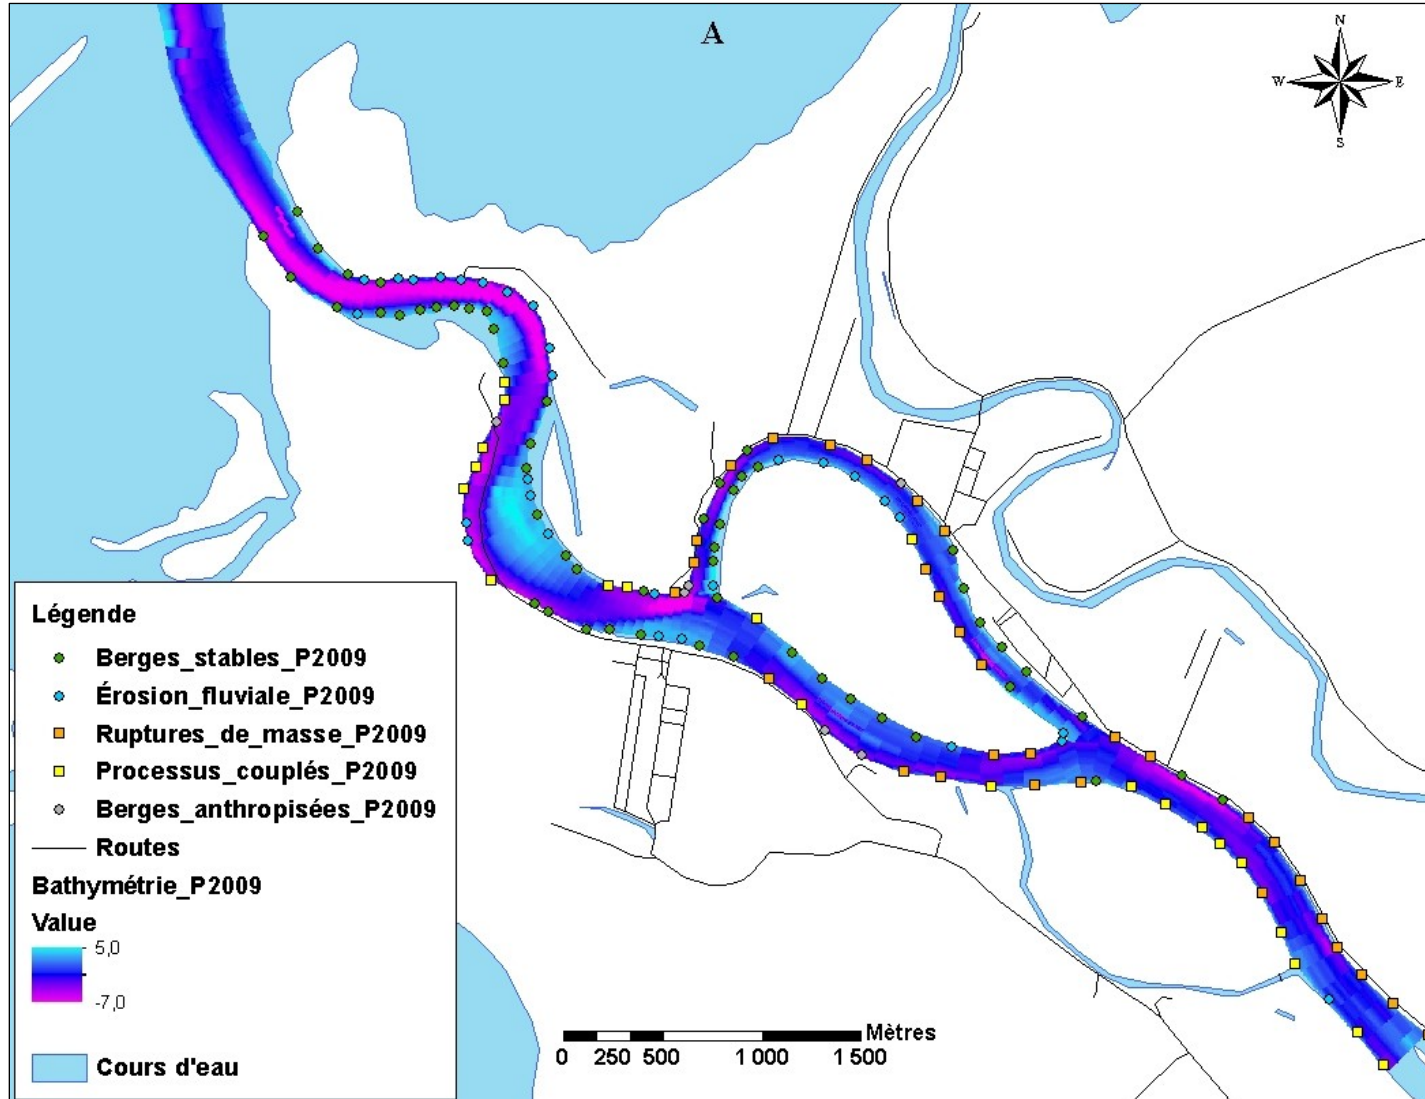 A
N
W
E
S
Légende
Berges_stables_P2009
Érosion_fluviale_P2009
Ruptures_de_masse_P2009
Processus_couplés_P2009
Berges_anthropisées_P2009
Routes
Bathymétrie_P2009
Value
5,0
-7,0
Cours d'eau
Mètres
0 250 500 1 000 1 500